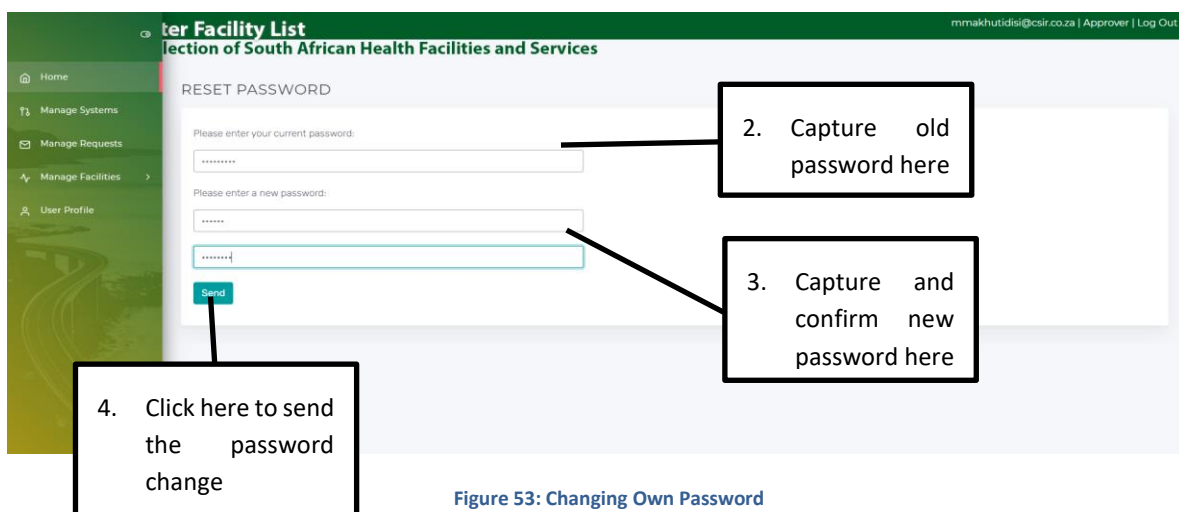 ter Facility List
mmakhutidisi@csir.co.za | Approver | Log Out
lection of South African Health Facilities and Services
Home
Manage Systems
Manage Requests
Manage Facilities >
User Profile
RESET PASSWORD
Please enter your current password:
•••••••••
Please enter a new password:
••••••
••••••••
Send
2. Capture old
password here
3. Capture and
confirm new
password here
4. Click here to send
the password
change
Figure 53: Changing Own Password